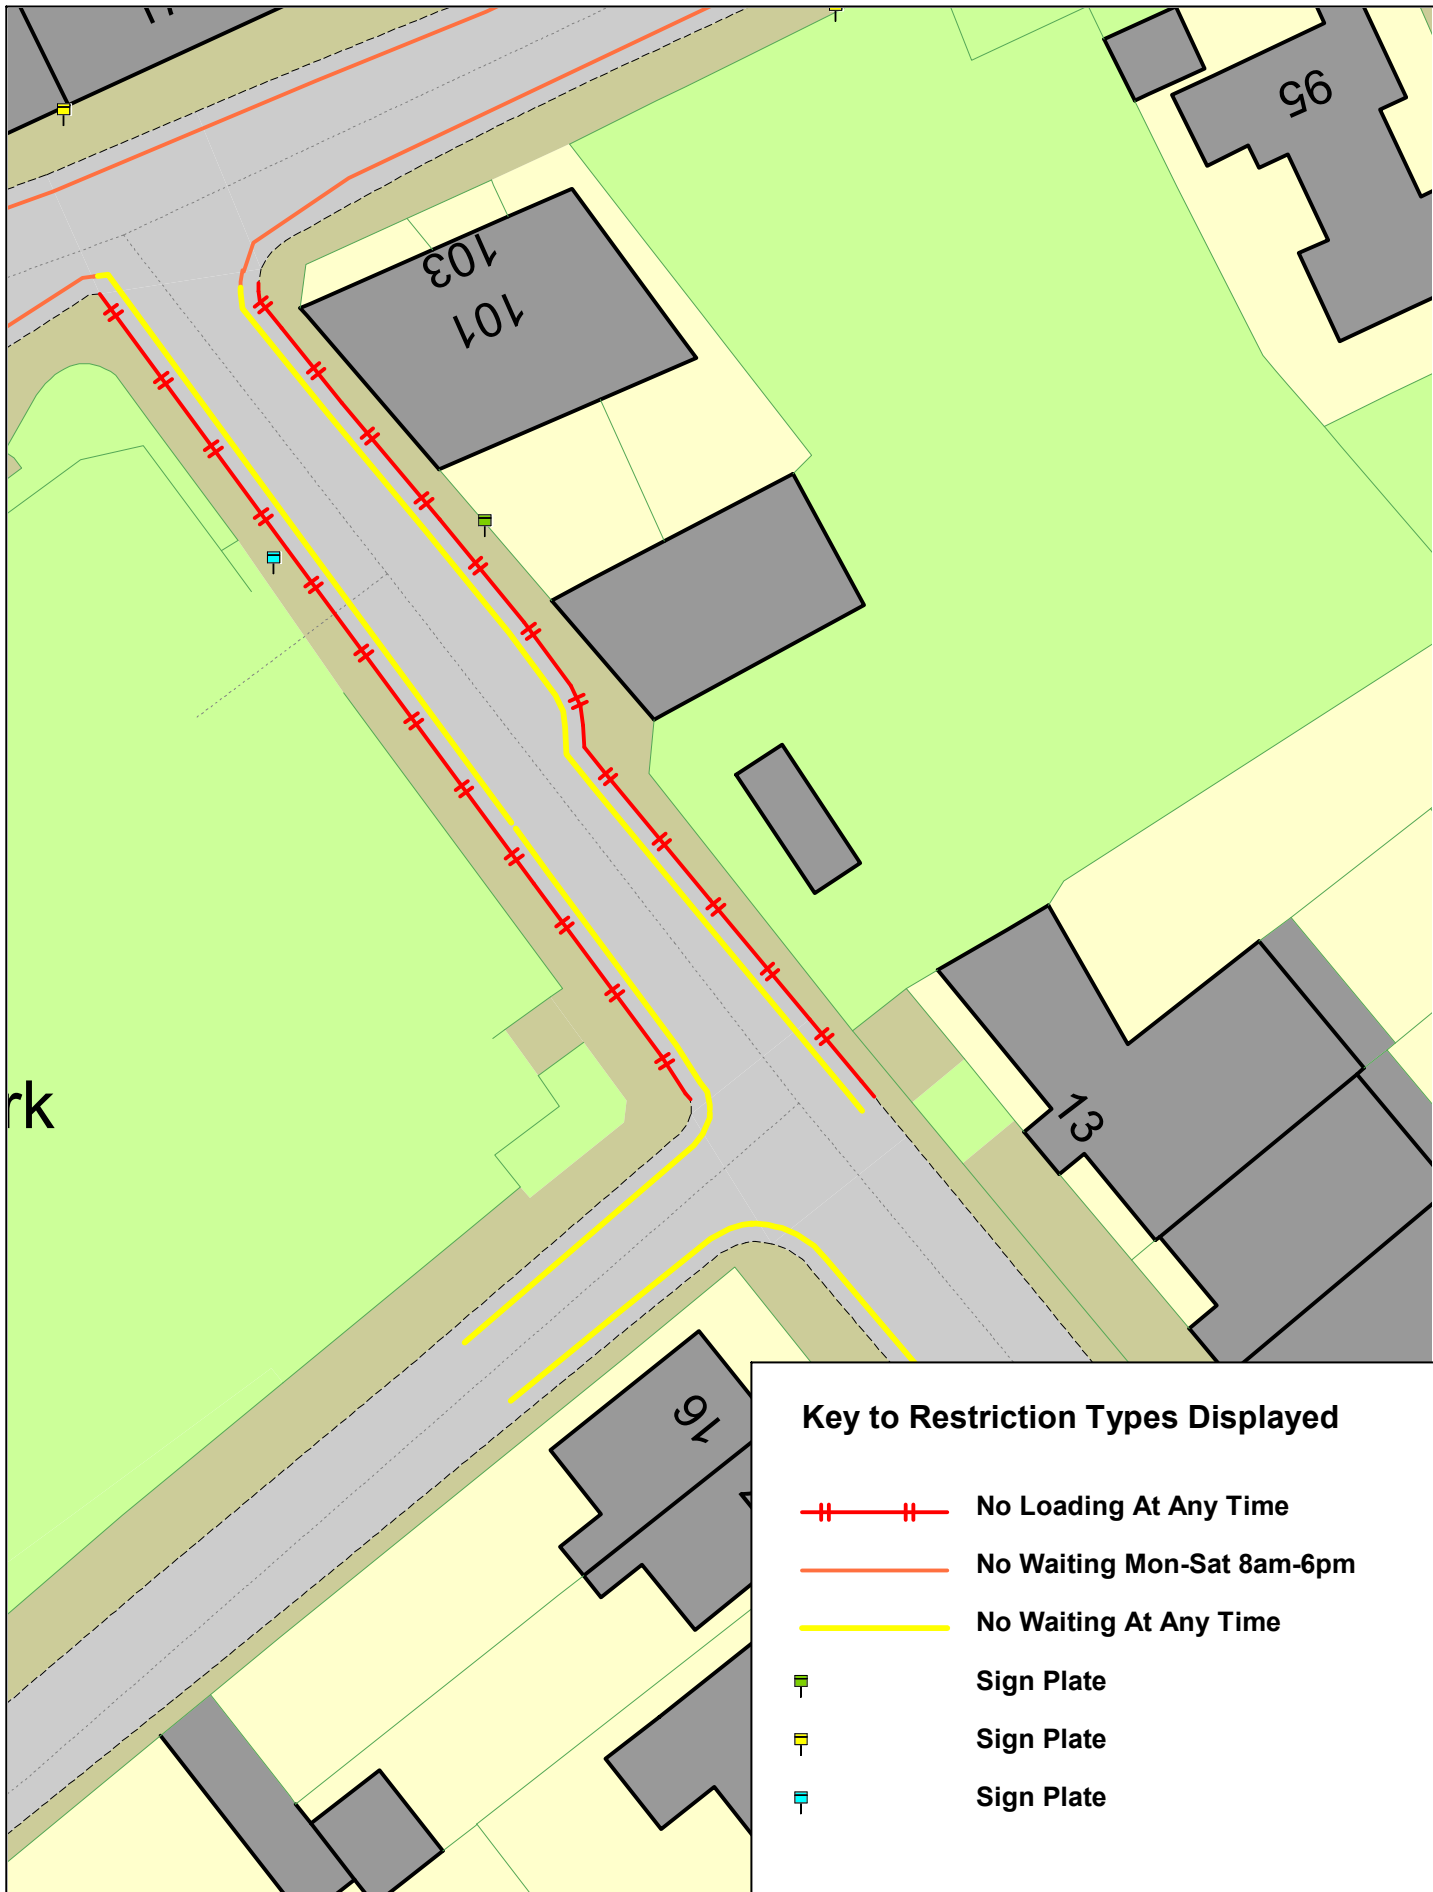 95
103
101
rk
13
16
Key to Restriction Types Displayed
No Loading At Any Time
No Waiting Mon-Sat 8am-6pm
No Waiting At Any Time
Sign Plate
Sign Plate
Sign Plate